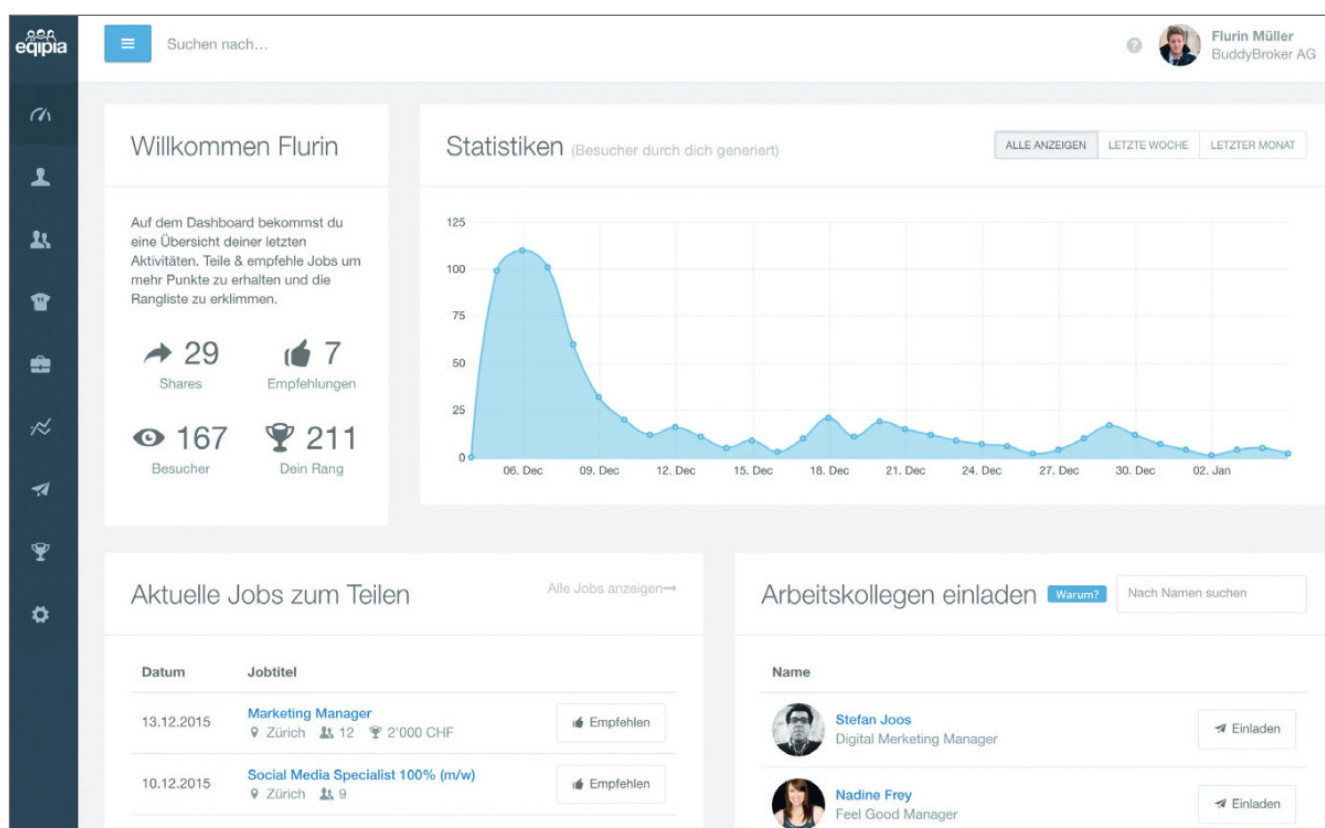 eqipia
Suchen nach...
Flurin Müller
BuddyBroker AG
Willkommen Flurin
Auf dem Dashboard bekommst du
eine Übersicht deiner letzten
Aktivitäten. Teile & empfehle Jobs um
mehr Punkte zu erhalten und die
Rangliste zu erklimmen.
29
Shares
7
Empfehlungen
167
Besucher
211
Dein Rang
Statistiken (Besucher durch dich generiert)
ALLE ANZEIGEN LETZTE WOCHE LETZTER MONAT
125
100
75
50
25
0
06. Dec 09. Dec 12. Dec 15. Dec 18. Dec 21. Dec 24. Dec 27. Dec 30. Dec 02. Jan
Aktuelle Jobs zum Teilen
Alle Jobs anzeigen
Datum Jobtitel
13.12.2015
Marketing Manager
Zürich 12 2'000 CHF
Empfehlen
10.12.2015
Social Media Specialist 100% (m/w)
Zürich 9
Empfehlen
Arbeitskollegen einladen Warum?
Nach Namen suchen
Name
Stefan Joos
Digital Merketing Manager
Einladen
Nadine Frey
Feel Good Manager
Einladen